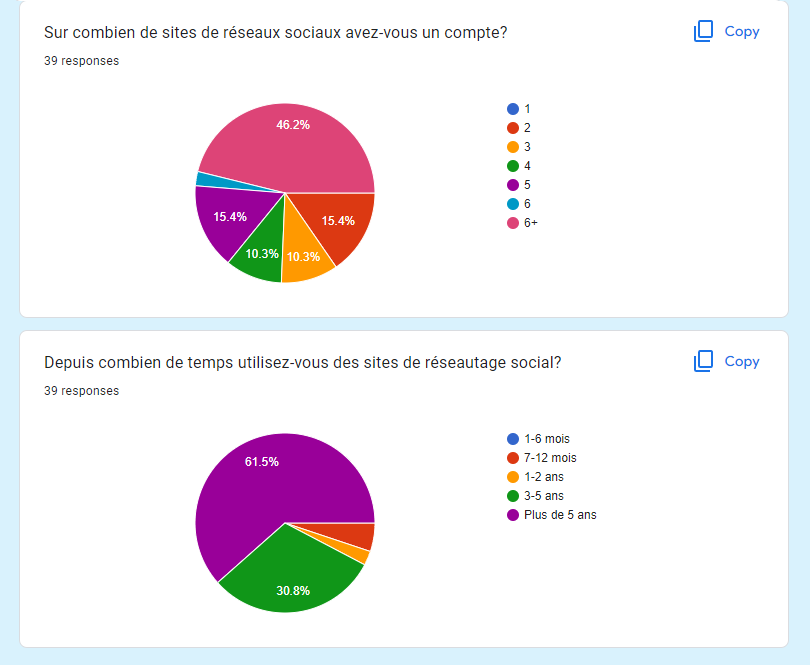 Sur combien de sites de réseaux sociaux avez-vous un compte?
Copy
39 responses
46.2%
15.4%
15.4%
10.3%
10.3%
1
2
3
4
5
6
6+
Depuis combien de temps utilisez-vous des sites de réseautage social?
Copy
39 responses
61.5%
30.8%
1-6 mois
7-12 mois
1-2 ans
3-5 ans
Plus de 5 ans